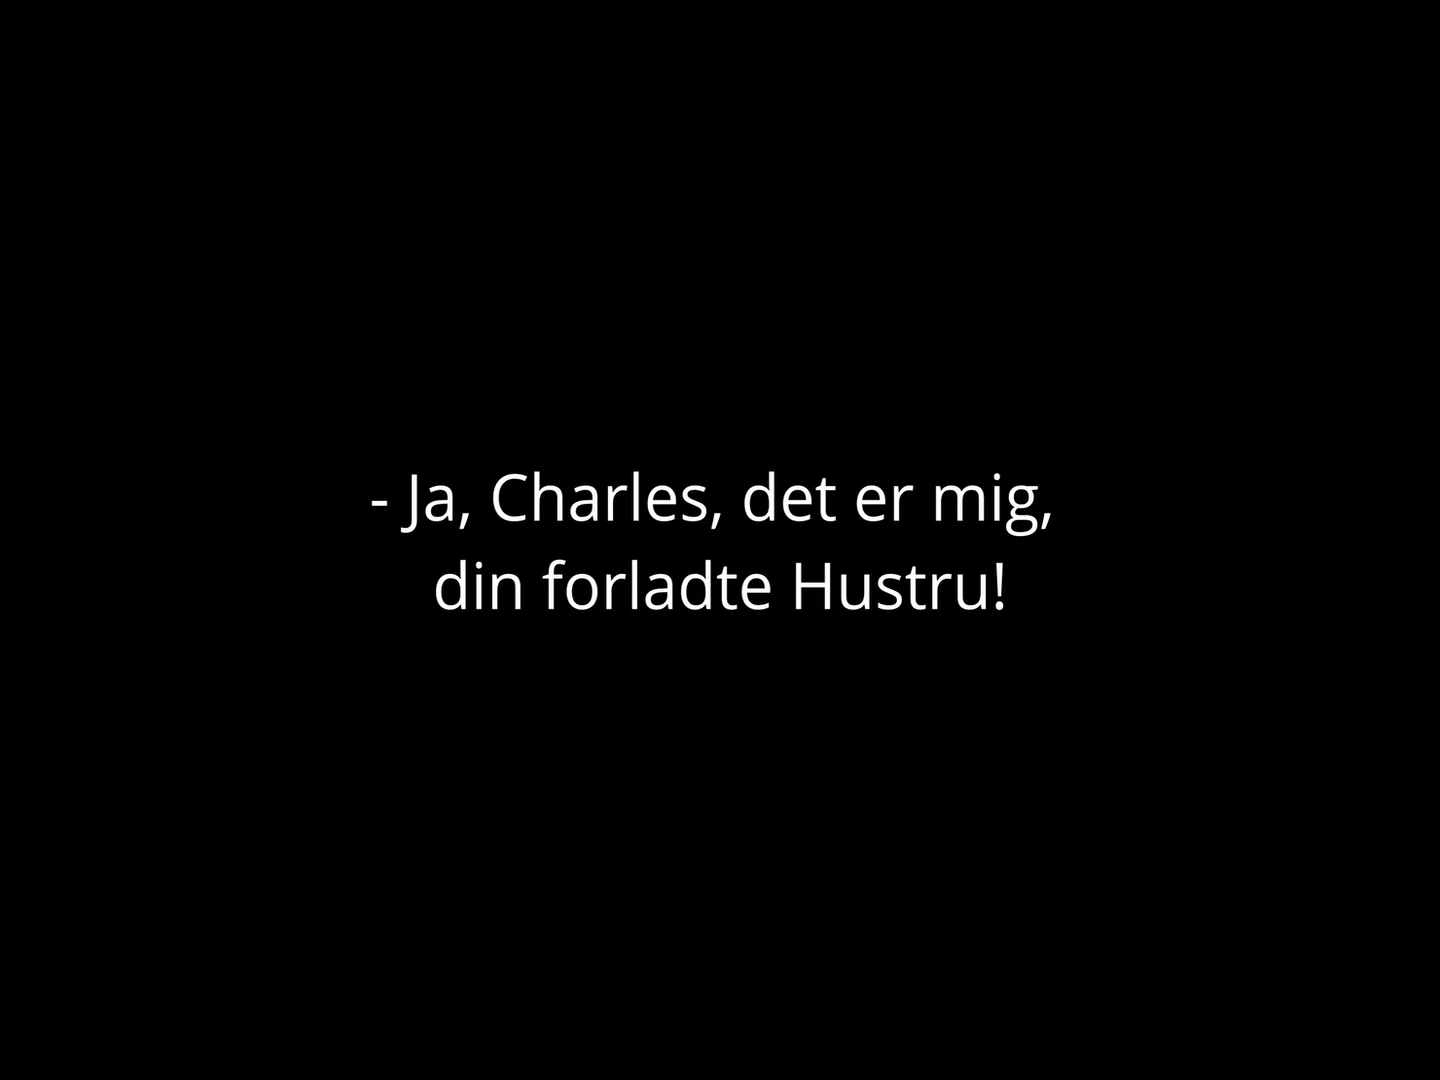 - Ja, Charles, det er mig,
din forladte Hustru!